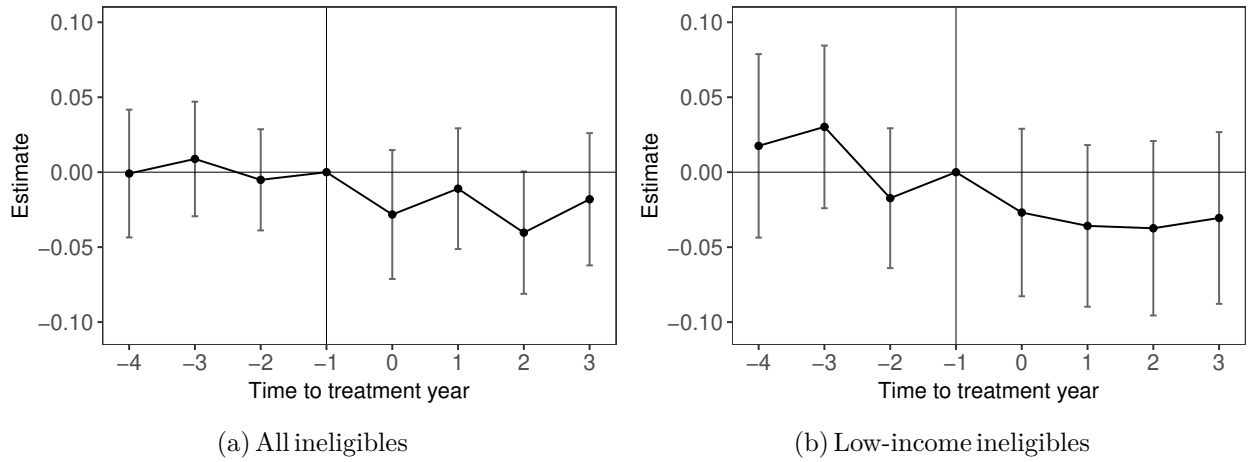 0.10
0.05
0.00
−0.05
−0.10
Estimate
−4 −3 −2 −1 0 1 2 3
Time to treatment year
(a) All ineligibles
0.10
0.05
0.00
−0.05
−0.10
Estimate
−4 −3 −2 −1 0 1 2 3
Time to treatment year
(b) Low-income ineligibles